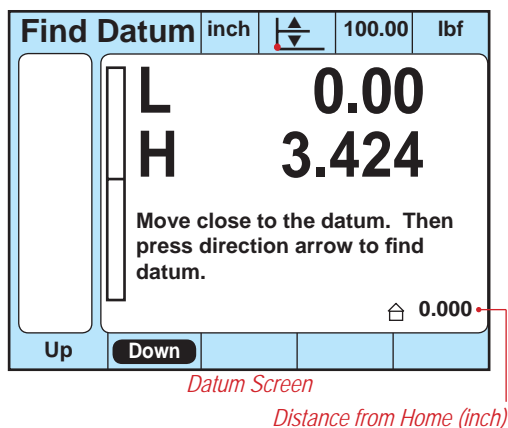 Find Datum inch 100.00 lbf
L 0.00
H 3.424
Move close to the datum. Then
press direction arrow to find
datum.
0.000
Up Down
Datum Screen
Distance from Home (inch)